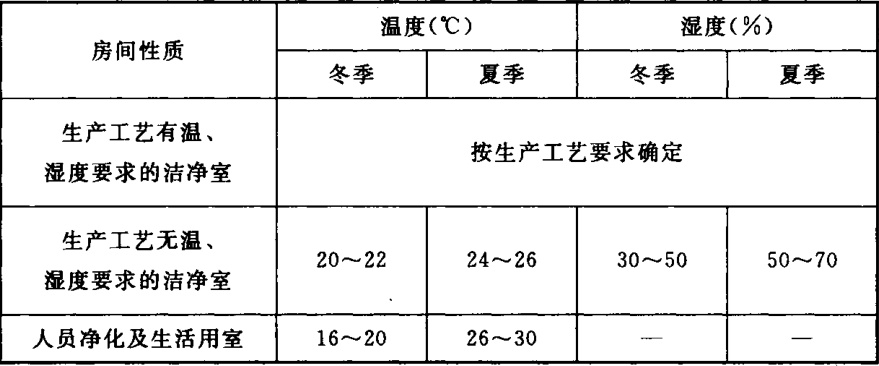 房间性质
温度(℃)
湿度(%)
冬季
夏季
冬季
夏季
生产工艺有温、
湿度要求的洁净室
按生产工艺要求确定
生产工艺无温、
湿度要求的洁净室
20～22
24～26
30～50
50～70
人员净化及生活用室
16～20
26～30
—
—